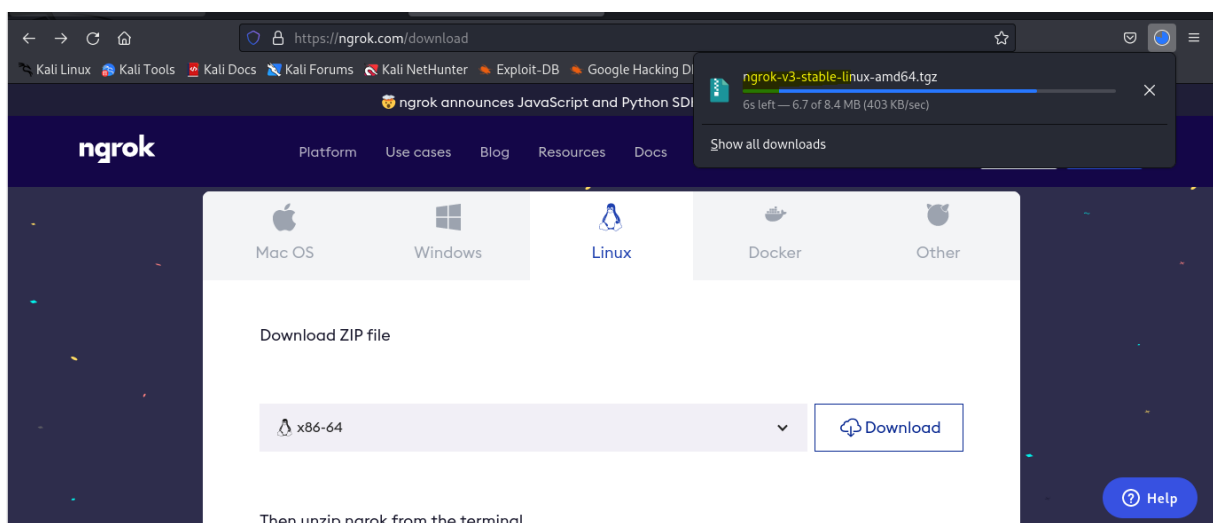 https://ngrok.com/download
Kali Linux Kali Tools Kali Docs Kali Forums Kali NetHunter Exploit-DB Google Hacking D
ngrok-v3-stable-linux-amd64.tgz
6s left — 6.7 of 8.4 MB (403 KB/sec)
Show all downloads
ngrok announces JavaScript and Python SD
ngrok
Platform Use cases Blog Resources Docs
Mac OS Windows Linux Docker Other
Download ZIP file
x86-64
Download
Then unzip ngrok from the terminal
Help